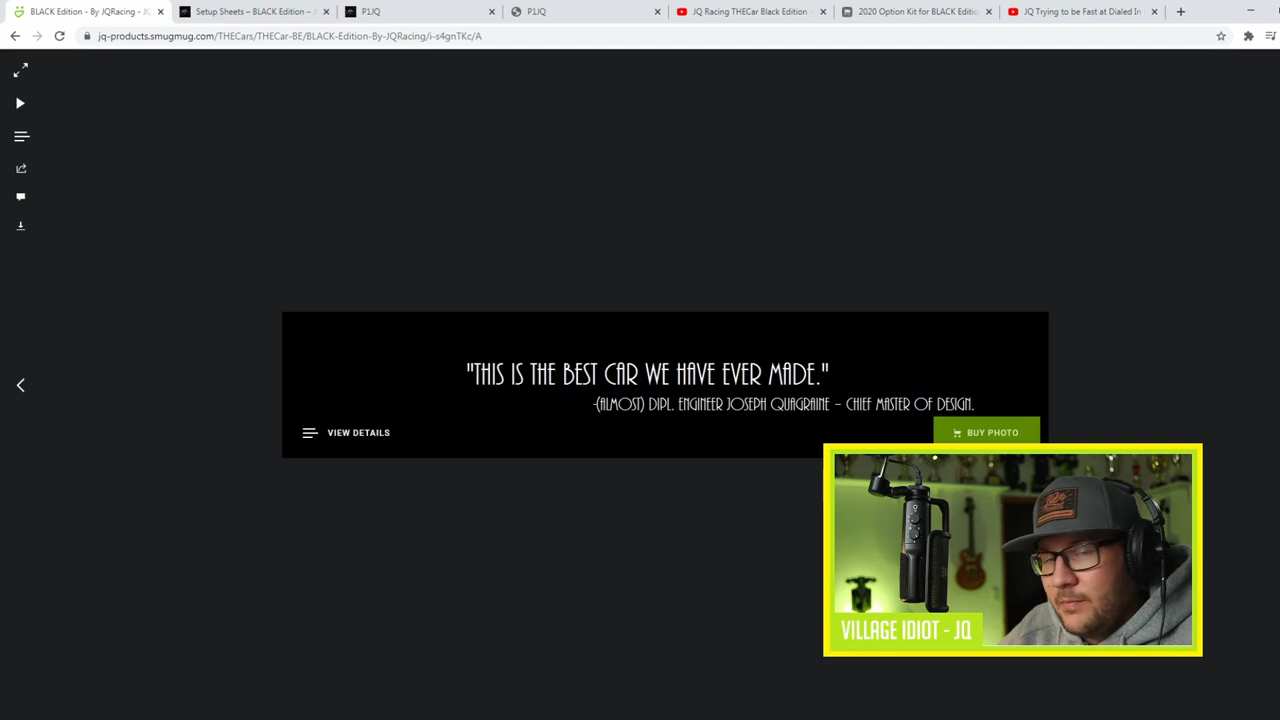 BLACK Edition - By JQRacing - JQ
Setup Sheets – BLACK Edition – J
P1JQ
P1JQ
JQ Racing THECar Black Edition
2020 Option Kit for BLACK Editio
JQ Trying to be Fast at Dialed In
jq-products.smugmug.com/THECars/THECar-BE/BLACK-Edition-By-JQRacing/i-s4gnTKc/A
"THIS IS THE BEST CAR WE HAVE EVER MADE."
-(ALMOST) DIPL. ENGINEER JOSEPH QUAGRAINE – CHIEF MASTER OF DESIGN.
VIEW DETAILS
BUY PHOTO
VILLAGE IDIOT - JQ